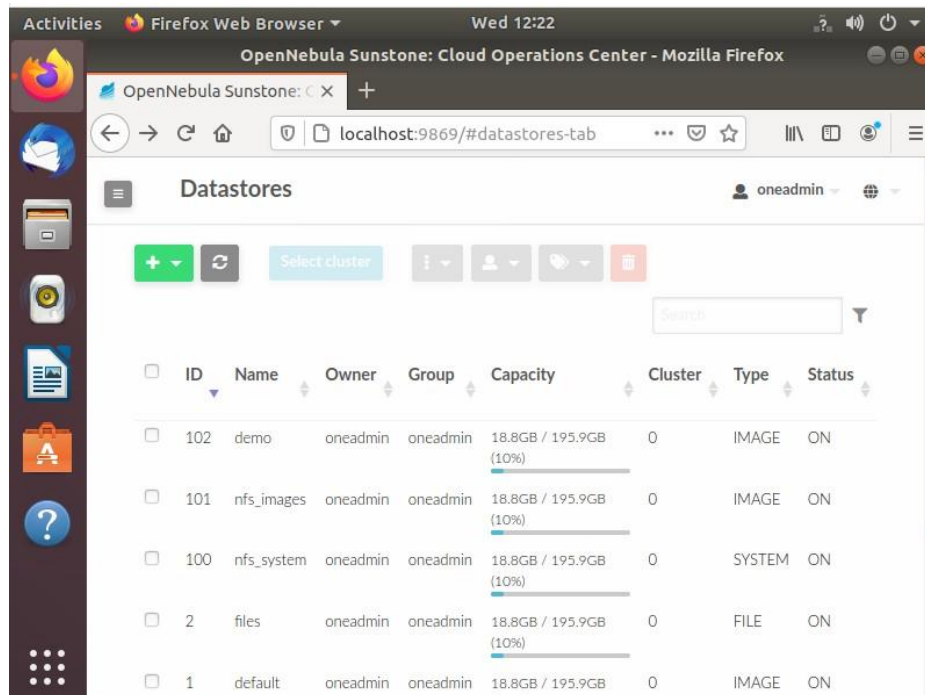 Activities Firefox Web Browser Wed 12:22
OpenNebula Sunstone: Cloud Operations Center - Mozilla Firefox
OpenNebula Sunstone: C
localhost:9869/#datastores-tab
Datastores oneadmin
Select cluster
Search
ID Name Owner Group Capacity Cluster Type Status
102 demo oneadmin oneadmin 18.8GB / 195.9GB 0 IMAGE ON
(10%)
101 nfs_images oneadmin oneadmin 18.8GB / 195.9GB 0 IMAGE ON
(10%)
100 nfs_system oneadmin oneadmin 18.8GB / 195.9GB 0 SYSTEM ON
(10%)
2 files oneadmin oneadmin 18.8GB / 195.9GB 0 FILE ON
(10%)
1 default oneadmin oneadmin 18.8GB / 195.9GB 0 IMAGE ON